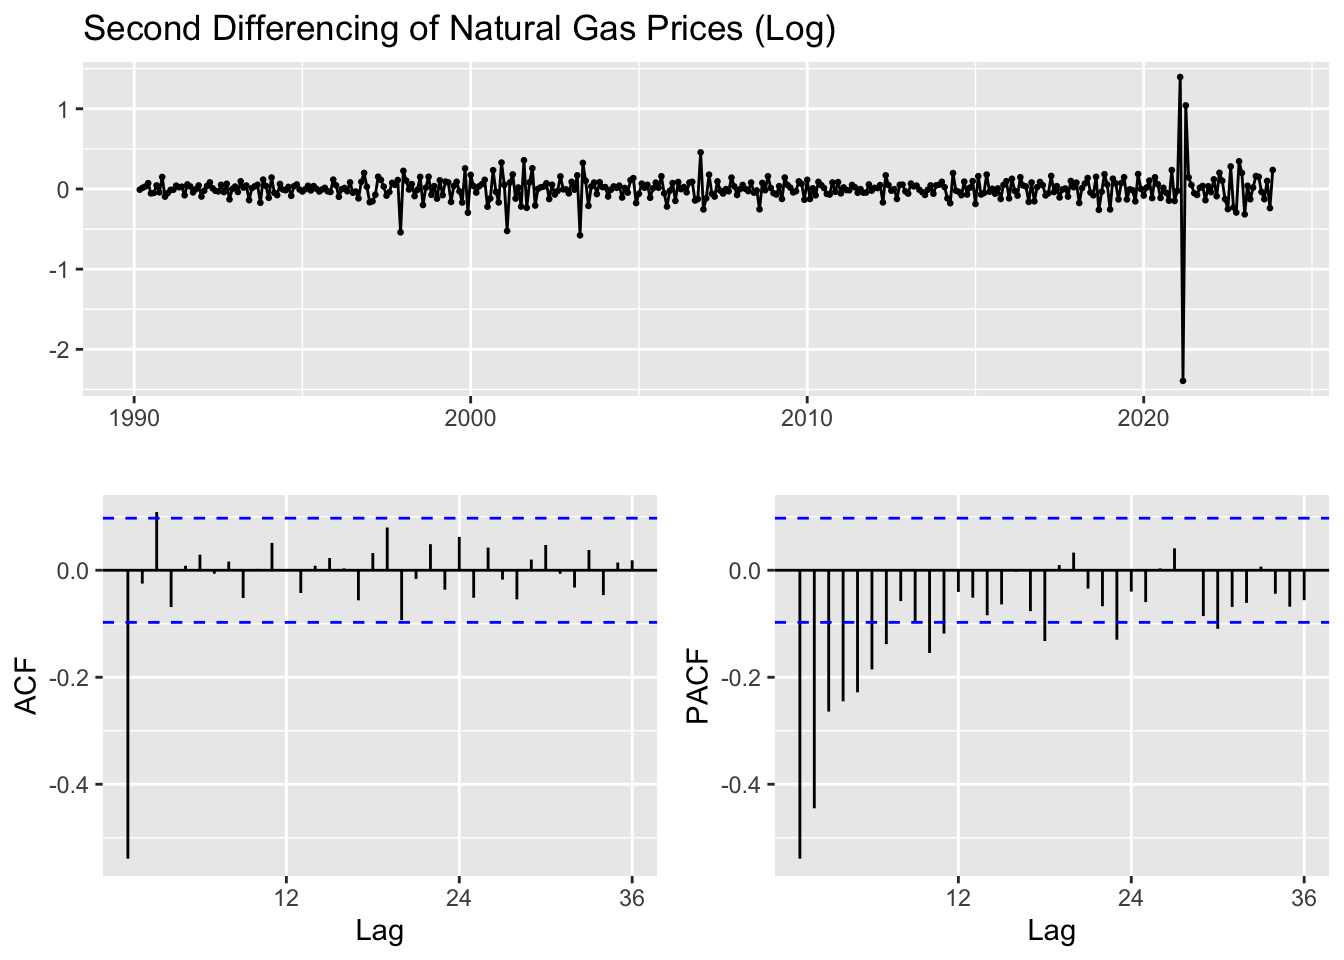 Second Differencing of Natural Gas Prices (Log)
1
0
-1
-2
1990 2000 2010 2020
ACF
0.0
-0.2
-0.4
12 24 36
Lag
PACF
0.0
-0.2
-0.4
12 24 36
Lag